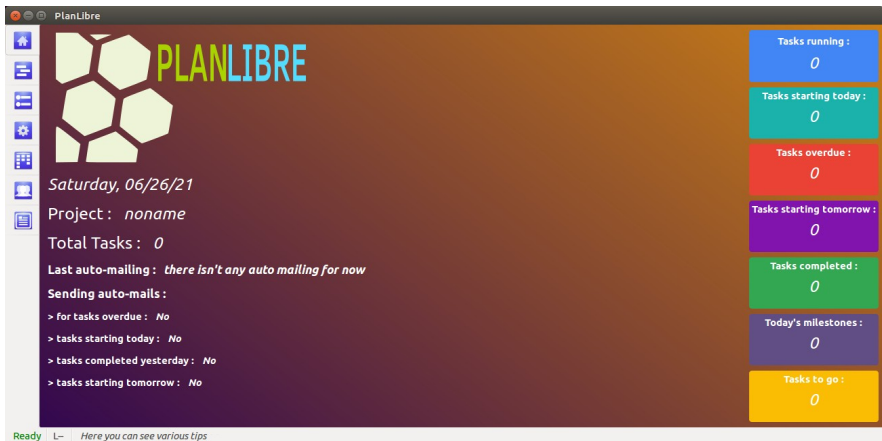 PlanLibre
PLANLIBRE
Saturday, 06/26/21
Project : noname
Total Tasks : 0
Last auto-mailing : there isn't any auto mailing for now
Sending auto-mails :
> for tasks overdue : No
> tasks starting today : No
> tasks completed yesterday : No
> tasks starting tomorrow : No
Tasks running :
0
Tasks starting today :
0
Tasks overdue :
0
Tasks starting tomorrow :
0
Tasks completed :
0
Today's milestones :
0
Tasks to go :
0
Ready L-- Here you can see various tips